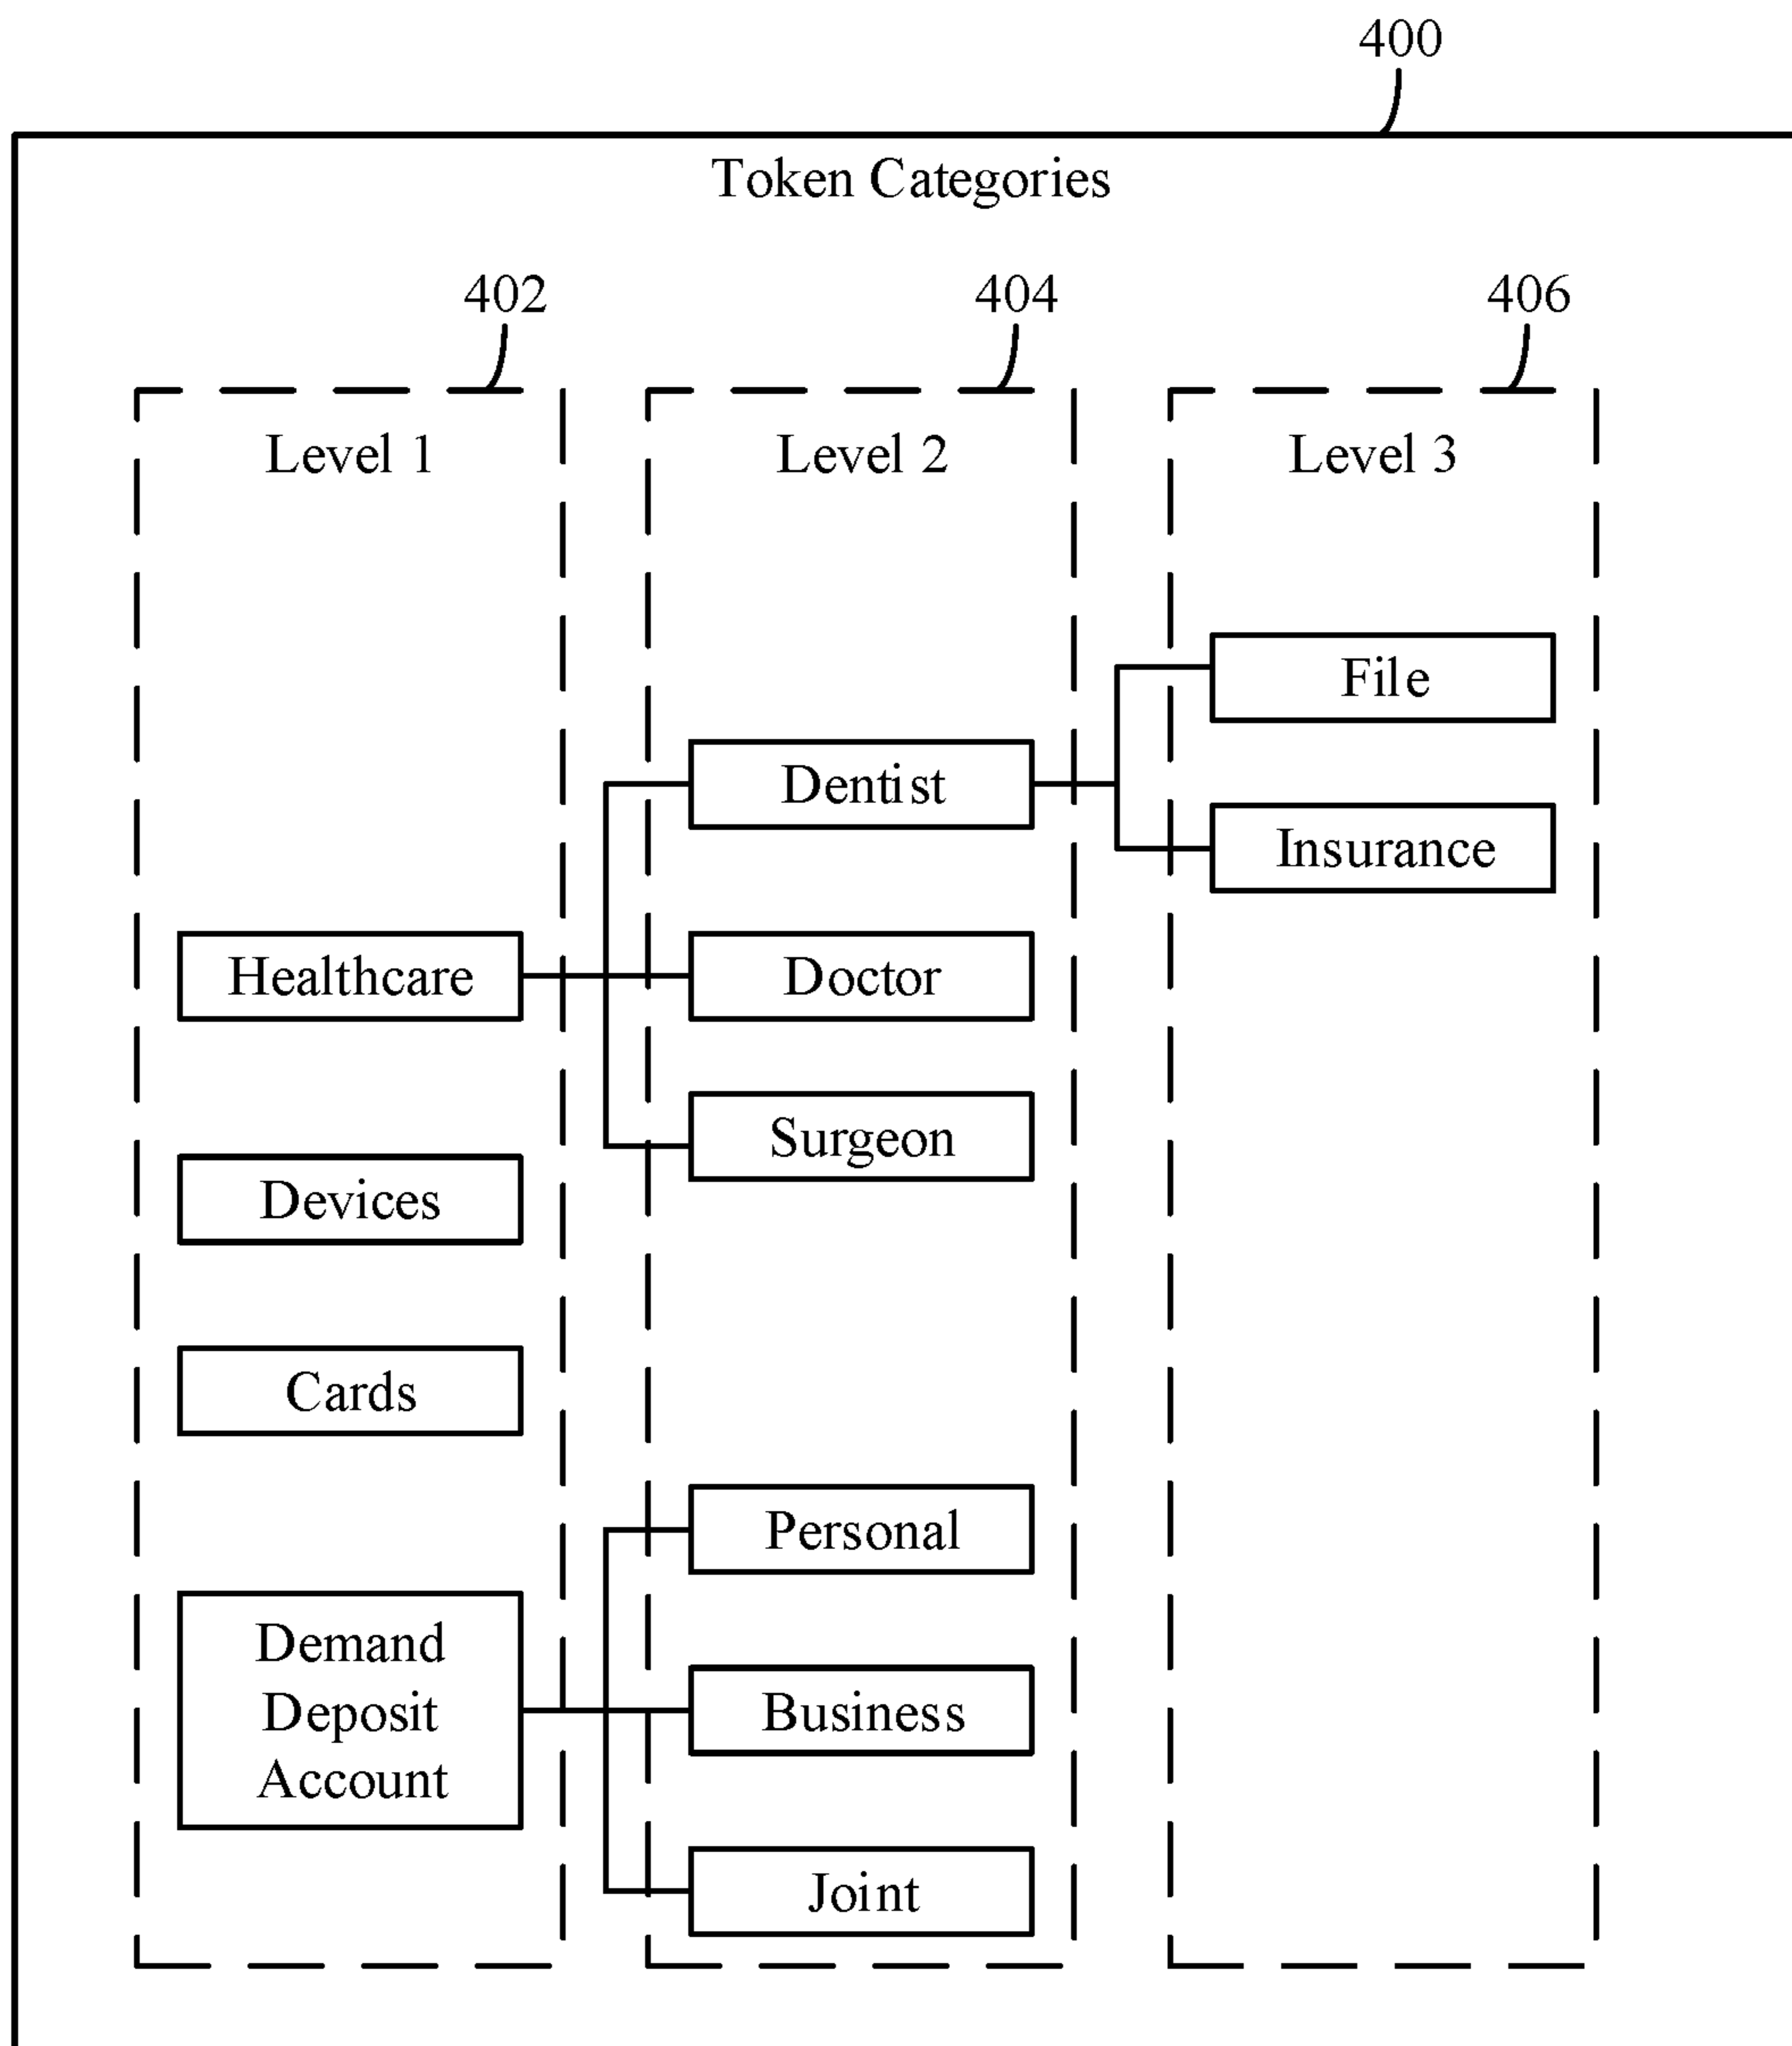 400
Token Categories
402
404
406
Level 1
Level 2
Level 3
File
Dentist
Insurance
Healthcare
Doctor
Surgeon
Devices
Cards
Personal
Demand
Deposit
Account
Business
Joint